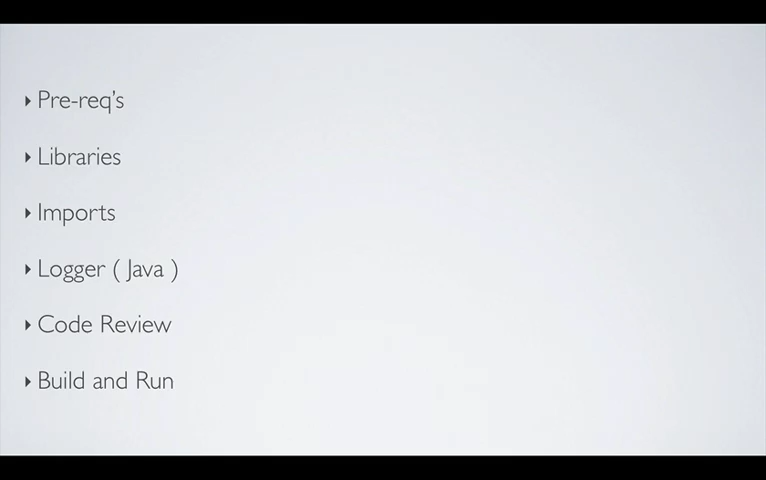 Pre-req's
Libraries
Imports
Logger ( Java )
Code Review
Build and Run